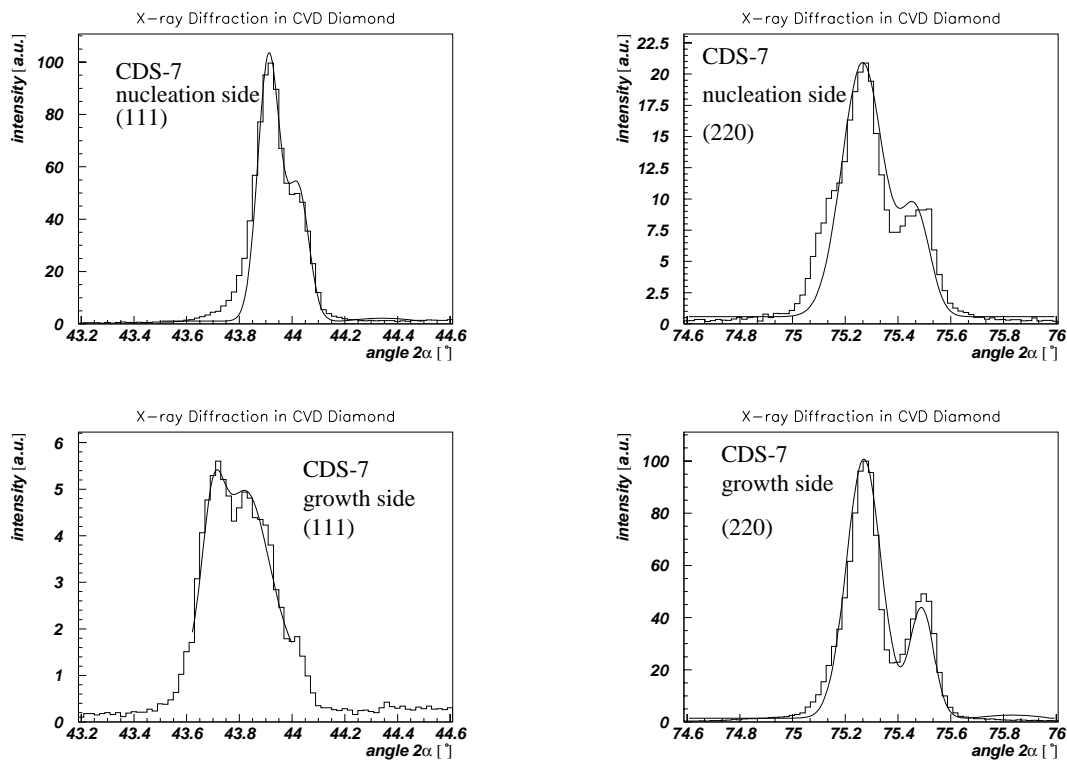 X-ray Diffraction in CVD Diamond
intensity [a.u.]
CDS-7
nucleation side
(111)
100
80
60
40
20
0
43.2 43.4 43.6 43.8 44 44.2 44.4 44.6
angle 2α [°]
X-ray Diffraction in CVD Diamond
intensity [a.u.]
CDS-7
nucleation side
(220)
22.5
20
17.5
15
12.5
10
7.5
5
2.5
0
74.6 74.8 75 75.2 75.4 75.6 75.8 76
angle 2α [°]
X-ray Diffraction in CVD Diamond
intensity [a.u.]
CDS-7
growth side
(111)
6
5
4
3
2
1
0
43.2 43.4 43.6 43.8 44 44.2 44.4 44.6
angle 2α [°]
X-ray Diffraction in CVD Diamond
intensity [a.u.]
CDS-7
growth side
(220)
100
80
60
40
20
0
74.6 74.8 75 75.2 75.4 75.6 75.8 76
angle 2α [°]